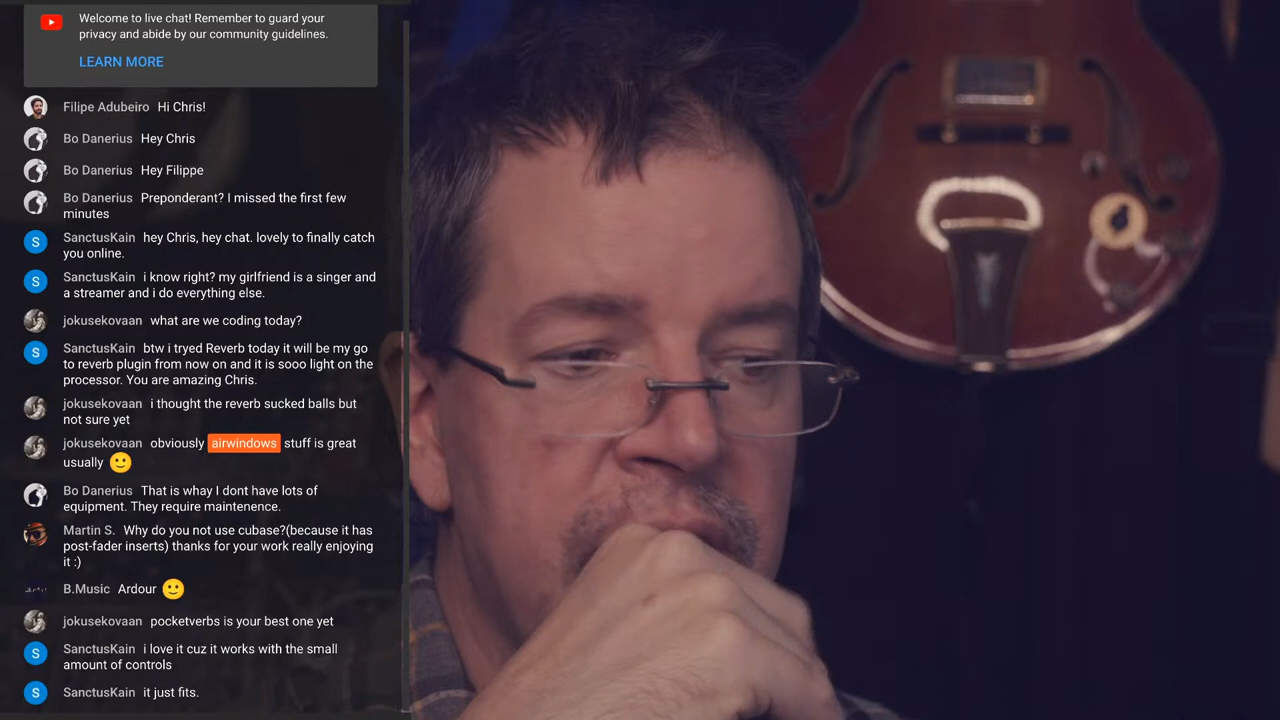 Welcome to live chat! Remember to guard your
privacy and abide by our community guidelines.
LEARN MORE
Filipe Adubeiro Hi Chris!
Bo Danerius Hey Chris
Bo Danerius Hey Filippe
Bo Danerius Preponderant? I missed the first few
minutes
SanctusKain hey Chris, hey chat. lovely to finally catch
you online.
SanctusKain i know right? my girlfriend is a singer and
a streamer and i do everything else.
jokusekovaan what are we coding today?
SanctusKain btw i tryed Reverb today it will be my go
to reverb plugin from now on and it is sooo light on the
processor. You are amazing Chris.
jokusekovaan i thought the reverb sucked balls but
not sure yet
jokusekovaan obviously airwindows stuff is great
usually 🙂
Bo Danerius That is whay I dont have lots of
equipment. They require maintenence.
Martin S. Why do you not use cubase?(because it has
post-fader inserts) thanks for your work really enjoying
it :)
B.Music Ardour 🙂
jokusekovaan pocketverbs is your best one yet
SanctusKain i love it cuz it works with the small
amount of controls
SanctusKain it just fits.